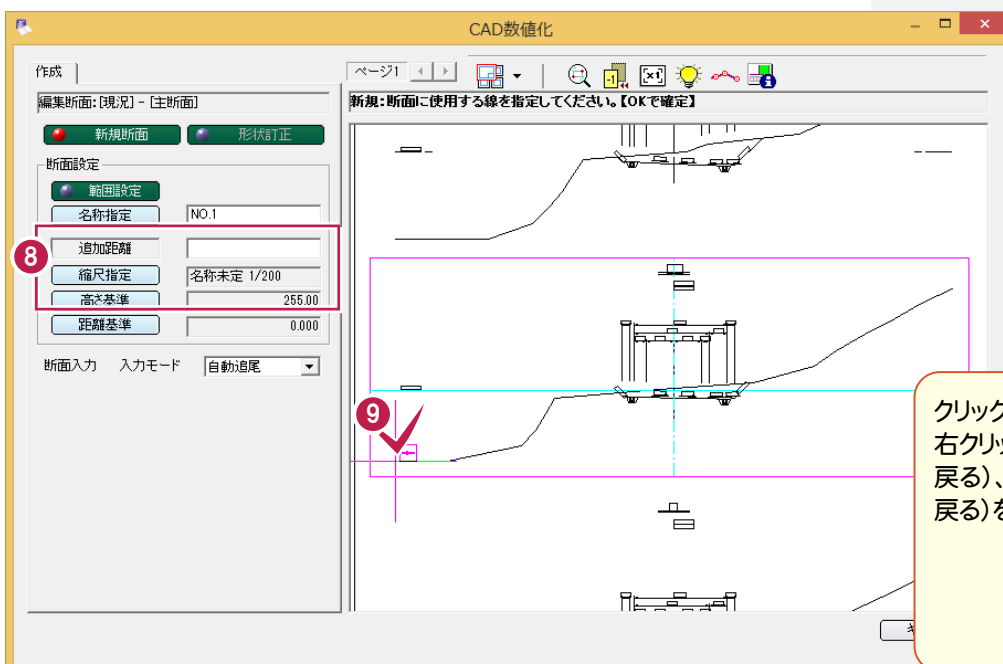 CAD数値化
作成
ページ1
編集断面:[現況] - [主断面]
新規:断面に使用する線を指定してください。【OKで確定】
新規断面
形状訂正
断面設定
範囲設定
名称指定
NO.1
8
追加距離
縮尺指定
名称未定 1/200
高さ基準
255.00
距離基準
0.000
断面入力
入力モード
自動追尾
9
クリック
右クリッ
戻る)、
戻る)を
キ